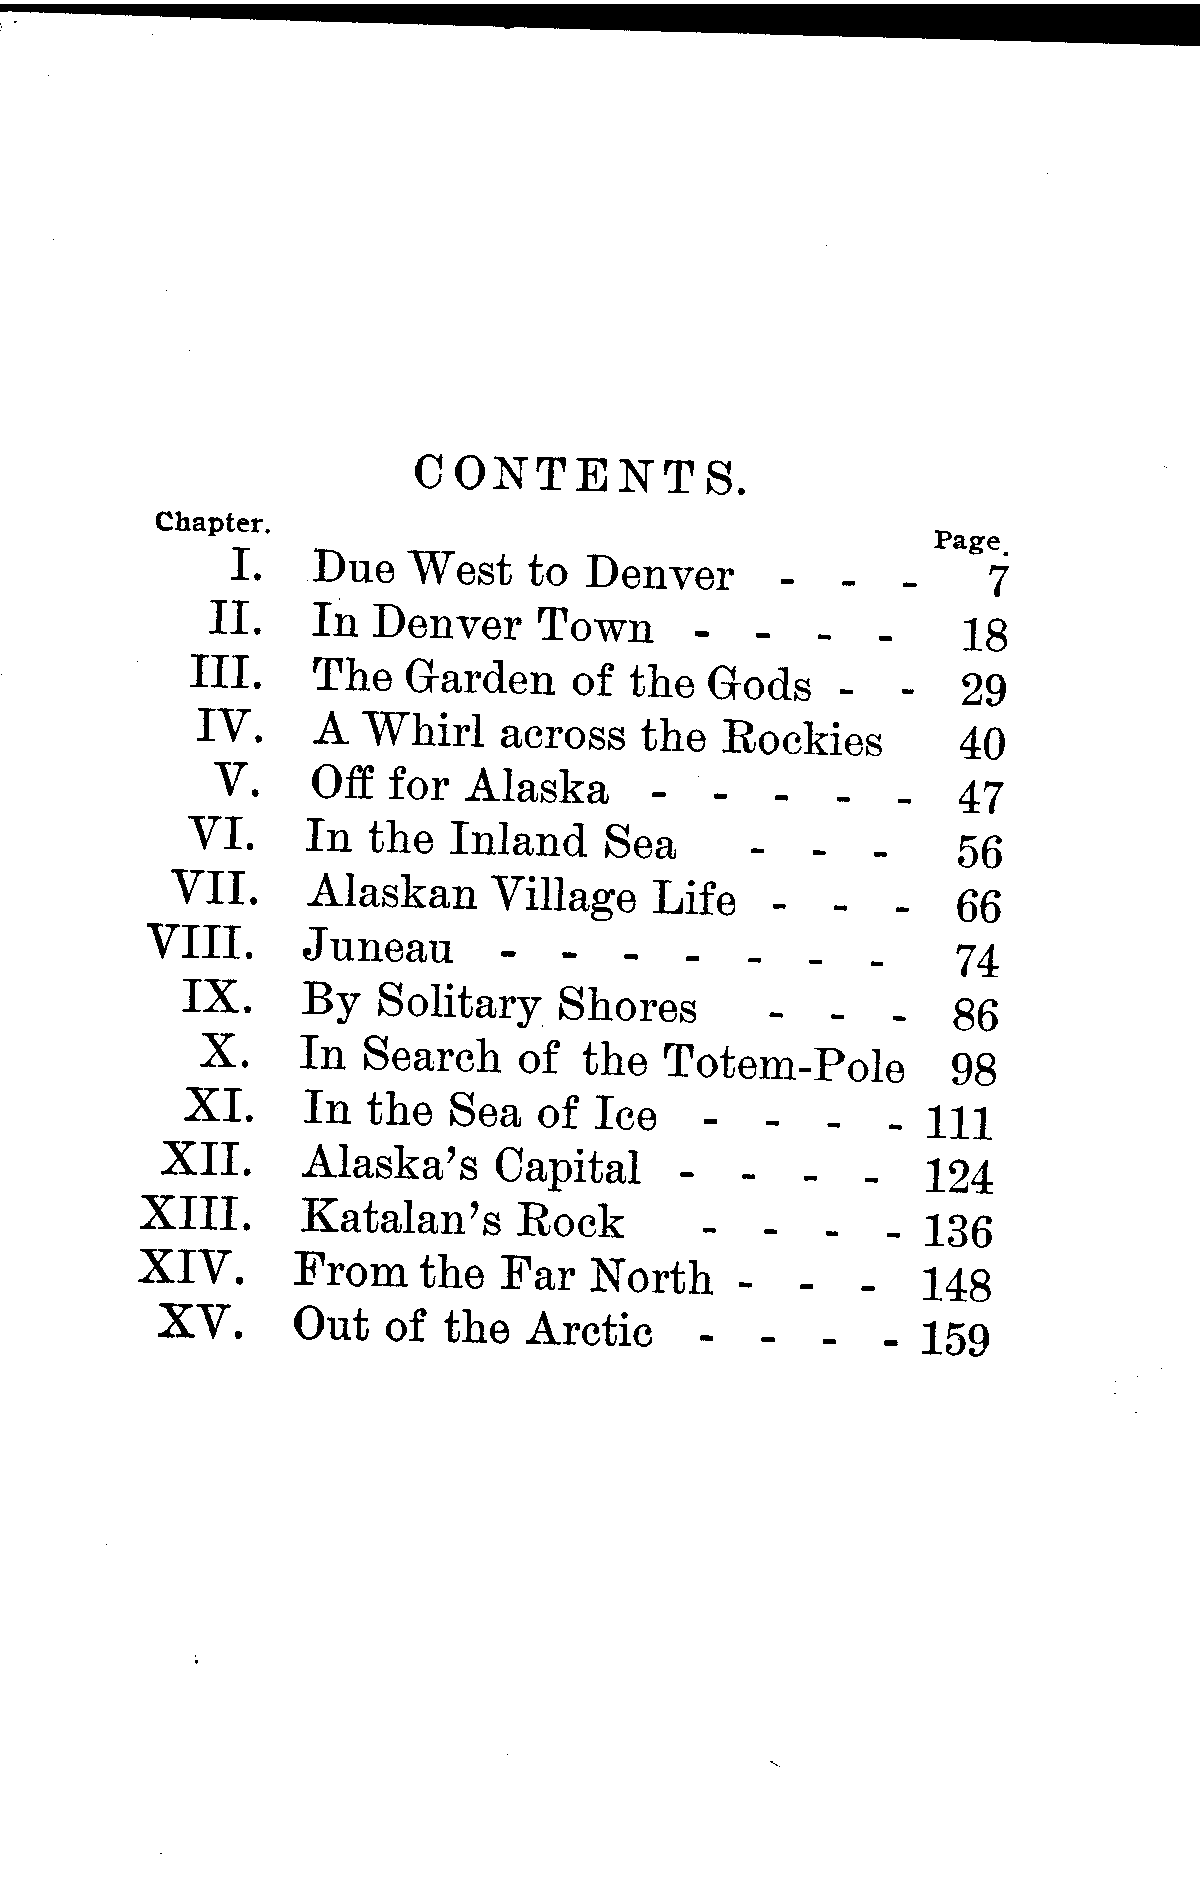 CONTENTS.
Chapter. Page.
I. Due West to Denver - - - 7
II. In Denver Town - - - - 18
III. The Garden of the Gods - - 29
IV. A Whirl across the Rockies 40
V. Off for Alaska - - - - - 47
VI. In the Inland Sea - - - 56
VII. Alaskan Village Life - - - 66
VIII. Juneau - - - - - - - 74
IX. By Solitary Shores - - - 86
X. In Search of the Totem-Pole 98
XI. In the Sea of Ice - - - - 111
XII. Alaska's Capital - - - - 124
XIII. Katalan's Rock - - - - 136
XIV. From the Far North - - - 148
XV. Out of the Arctic - - - - 159